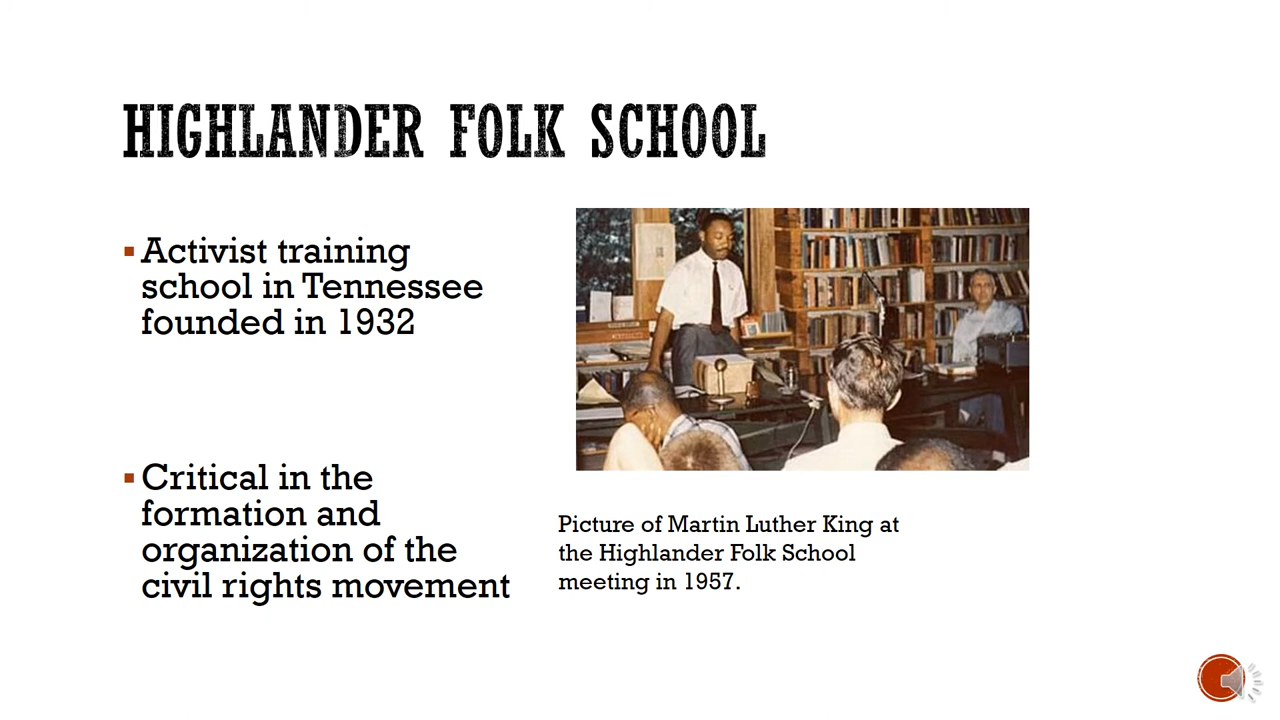 HIGHLANDER FOLK SCHOOL
▪ Activist training
school in Tennessee
founded in 1932
▪ Critical in the
formation and
organization of the
civil rights movement
Picture of Martin Luther King at
the Highlander Folk School
meeting in 1957.